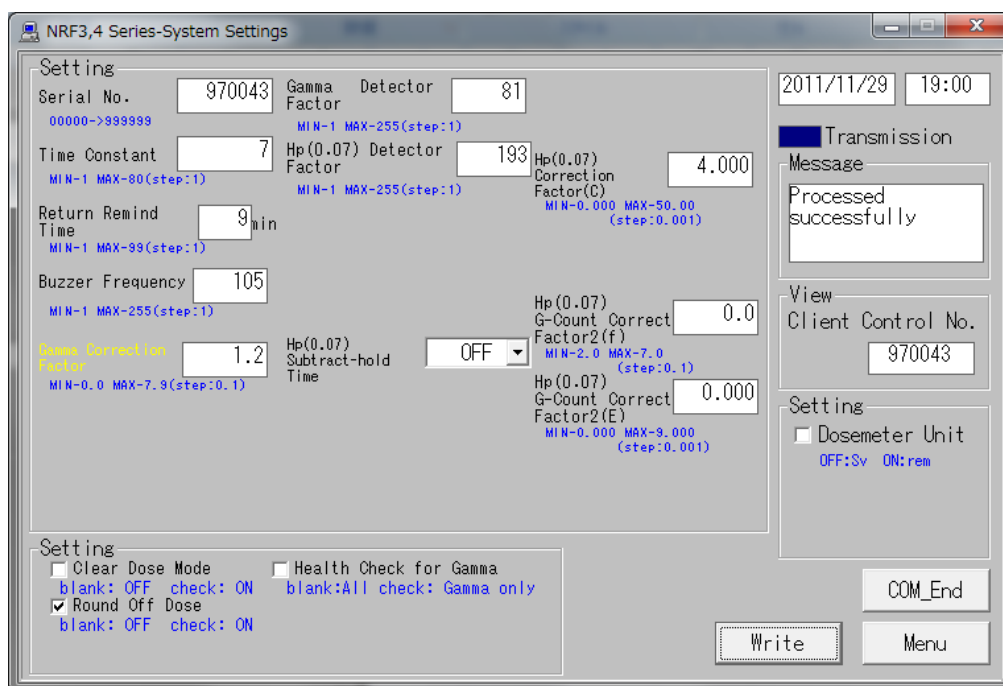 NRF3,4 Series-System Settings
Setting
Serial No.
970043
00000->999999
Time Constant
7
MIN-1 MAX-80(step:1)
Return Remind
Time
9
min
MIN-1 MAX-99(step:1)
Buzzer Frequency
105
MIN-1 MAX-255(step:1)
Gamma Correction
Factor
1.2
MIN-0.0 MAX-7.9(step:0.1)
Gamma Detector
Factor
81
MIN-1 MAX-255(step:1)
Hp(0.07) Detector
Factor
193
MIN-1 MAX-255(step:1)
Hp(0.07)
Subtract-hold
Time
OFF
Hp(0.07)
Correction
Factor(C)
4.000
MIN-0.000 MAX-50.00
(step:0.001)
Hp(0.07)
G-Count Correct
Factor2(f)
0.0
MIN-2.0 MAX-7.0
(step:0.1)
Hp(0.07)
G-Count Correct
Factor2(E)
0.000
MIN-0.000 MAX-9.000
(step:0.001)
2011/11/29 19:00
Transmission
Message
Processed
successfully
View
Client Control No.
970043
Setting
Dosemeter Unit
OFF:Sv ON:rem
Setting
Clear Dose Mode
blank: OFF check: ON
Round Off Dose
blank: OFF check: ON
Health Check for Gamma
blank:All check: Gamma only
COM_End
Write
Menu